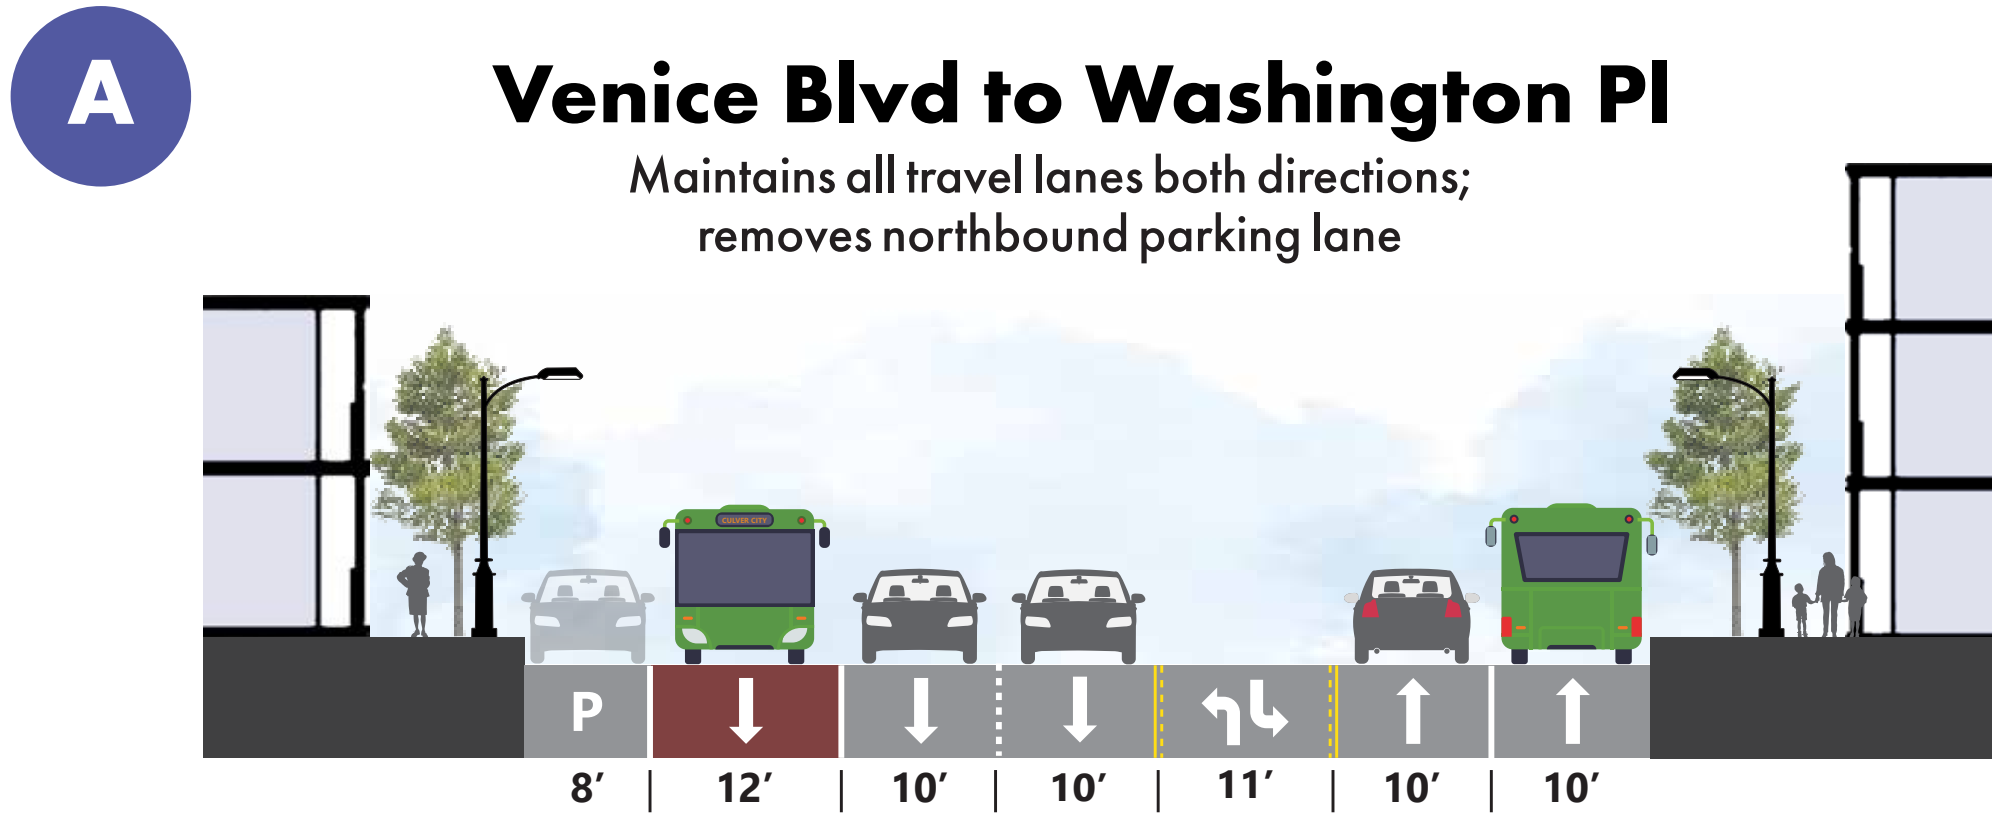 A
Venice Blvd to Washington Pl
Maintains all travel lanes both directions;
removes northbound parking lane
CULVER CITY
P
8′ | 12′ | 10′ | 10′ | 11′ | 10′ | 10′